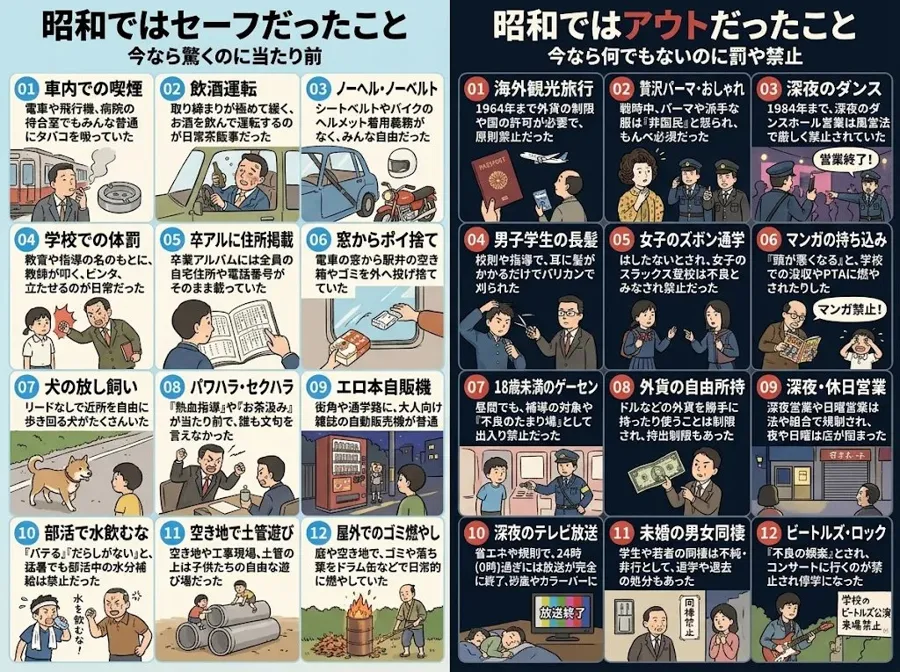 昭和ではセーフだったこと
今なら驚くのに当たり前
01 車内での喫煙
電車や飛行機、病院の
待合室でもみんな普通
にタバコを吸っていた
02 飲酒運転
取り締まりが極めて緩く、
お酒を飲んで運転するの
が日常茶飯事だった
03 ノーヘル・ノーベルト
シートベルトやバイクの
ヘルメット着用義務が
なく、みんな自由だった
04 学校での体罰
教育や指導の名のもとに、
教師が叩く、ビンタ、
立たせるのが日常だった
05 卒アルに住所掲載
卒業アルバムには全員の
自宅住所や電話番号が
そのまま載っていた
06 窓からポイ捨て
電車の窓から駅弁の空き
箱やゴミを外へ投げ捨て
ていた
07 犬の放し飼い
リードなしで近所を自由に
歩き回る犬がたくさんいた
08 パワハラ・セクハラ
『熱血指導』や『お茶汲み』
が当たり前で、誰も文句を
言えなかった
09 エロ本自販機
街角や通学路に、大人向け
雑誌の自動販売機が普通
10 部活で水飲むな
『バテる』『だらしがない』と、
猛暑でも部活中の水分補
給は禁止だった
水を飲むな!
11 空き地で土管遊び
空き地や工事現場、土管の
上は子供たちの自由な遊
び場だった
12 屋外でのゴミ燃やし
庭や空き地で、ゴミや落ち
葉をドラム缶などで日常的
に燃やしていた
昭和ではアウトだったこと
今なら何でもないのに罰や禁止
01 海外観光旅行
1964年まで外貨の制限
や国の許可が必要で、
原則禁止だった
PASSPORT
02 贅沢パーマ・おしゃれ
戦時中、パーマや派手な
服は『非国民』と怒られ、
もんぺ必須だった
03 深夜のダンス
1984年まで、深夜のダ
ンスホール営業は風営法
で厳しく禁止されていた
営業終了!
04 男子学生の長髪
校則や指導で、耳に髪が
かかるだけでバリカンで
刈られた
05 女子のズボン通学
はしたないとされ、女子の
スラックス登校は不良と
みなされ禁止だった
06 マンガの持ち込み
『頭が悪くなる』と、学校
での没収やPTAに燃や
されたりした
マンガ禁止!
07 18歳未満のゲーセン
昼間でも、補導の対象や
『不良のたまり場』として
出入り禁止だった
08 外貨の自由所持
ドルなどの外貨を勝手に
持ったり使うことは制限
され、持出制限もあった
09 深夜・休日営業
深夜営業や日曜営業は
法や組合で規制され、
夜や日曜は店が閉まった
10 深夜のテレビ放送
省エネや規則で、24時
(0時)過ぎには放送が完全
に終了、砂嵐やカラーバーに
放送終了
11 未婚の男女同棲
学生や若者の同棲は不純・
非行として、退学や退去
の処分もあった
同棲禁止
12 ビートルズ・ロック
『不良の娯楽』とされ、
コンサートに行くのが禁
止され停学になった
学校の
ビートルズ公演
来場禁止